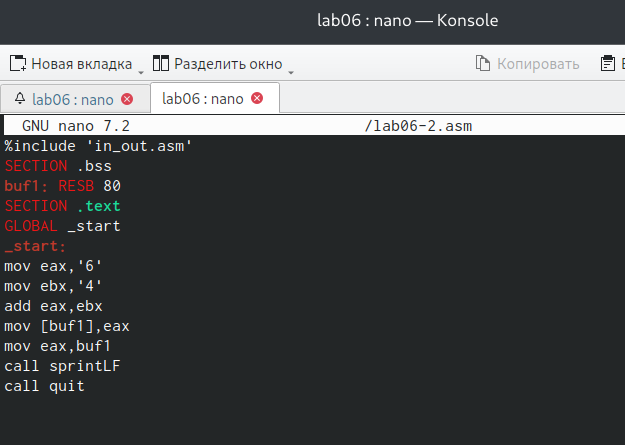 lab06 : nano — Konsole
Новая вкладка Разделить окно Копировать
lab06 : nano lab06 : nano
GNU nano 7.2 /lab06-2.asm
%include 'in_out.asm'
SECTION .bss
buf1: RESB 80
SECTION .text
GLOBAL _start
_start:
mov eax,'6'
mov ebx,'4'
add eax,ebx
mov [buf1],eax
mov eax,buf1
call sprintLF
call quit